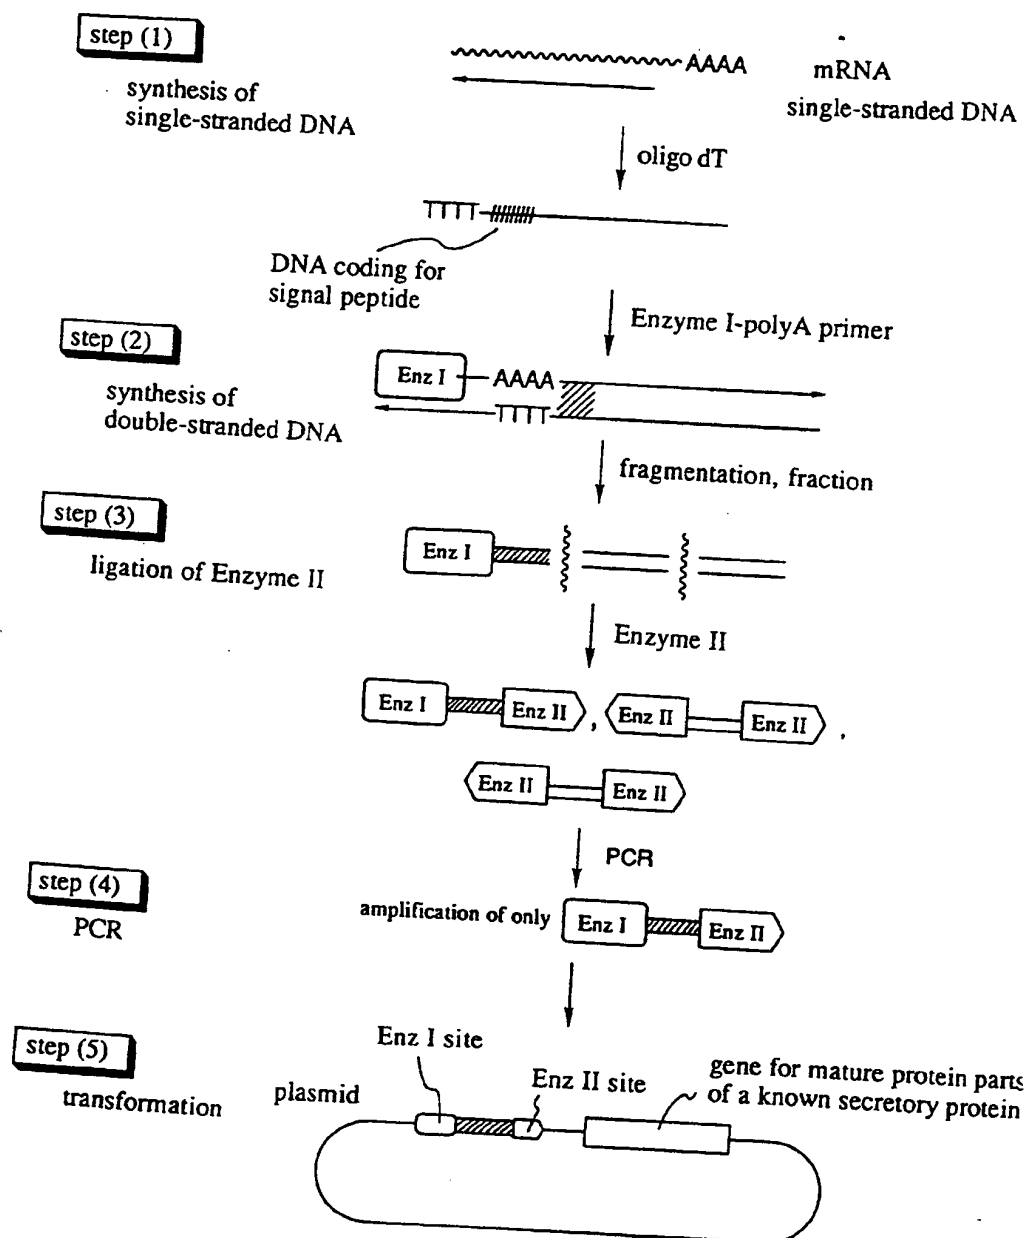 step (1)
synthesis of
single-stranded DNA
AAAA
mRNA
single-stranded DNA
oligo dT
TTTT
DNA coding for
signal peptide
Enzyme I-polyA primer
step (2)
synthesis of
double-stranded DNA
Enz I
AAAA
TTTT
fragmentation, fraction
step (3)
ligation of Enzyme II
Enz I
Enzyme II
Enz I Enz II , Enz II Enz II ,
Enz II Enz II
PCR
step (4)
PCR
amplification of only Enz I Enz II
step (5)
transformation
Enz I site
plasmid
Enz II site
gene for mature protein parts
of a known secretory protein